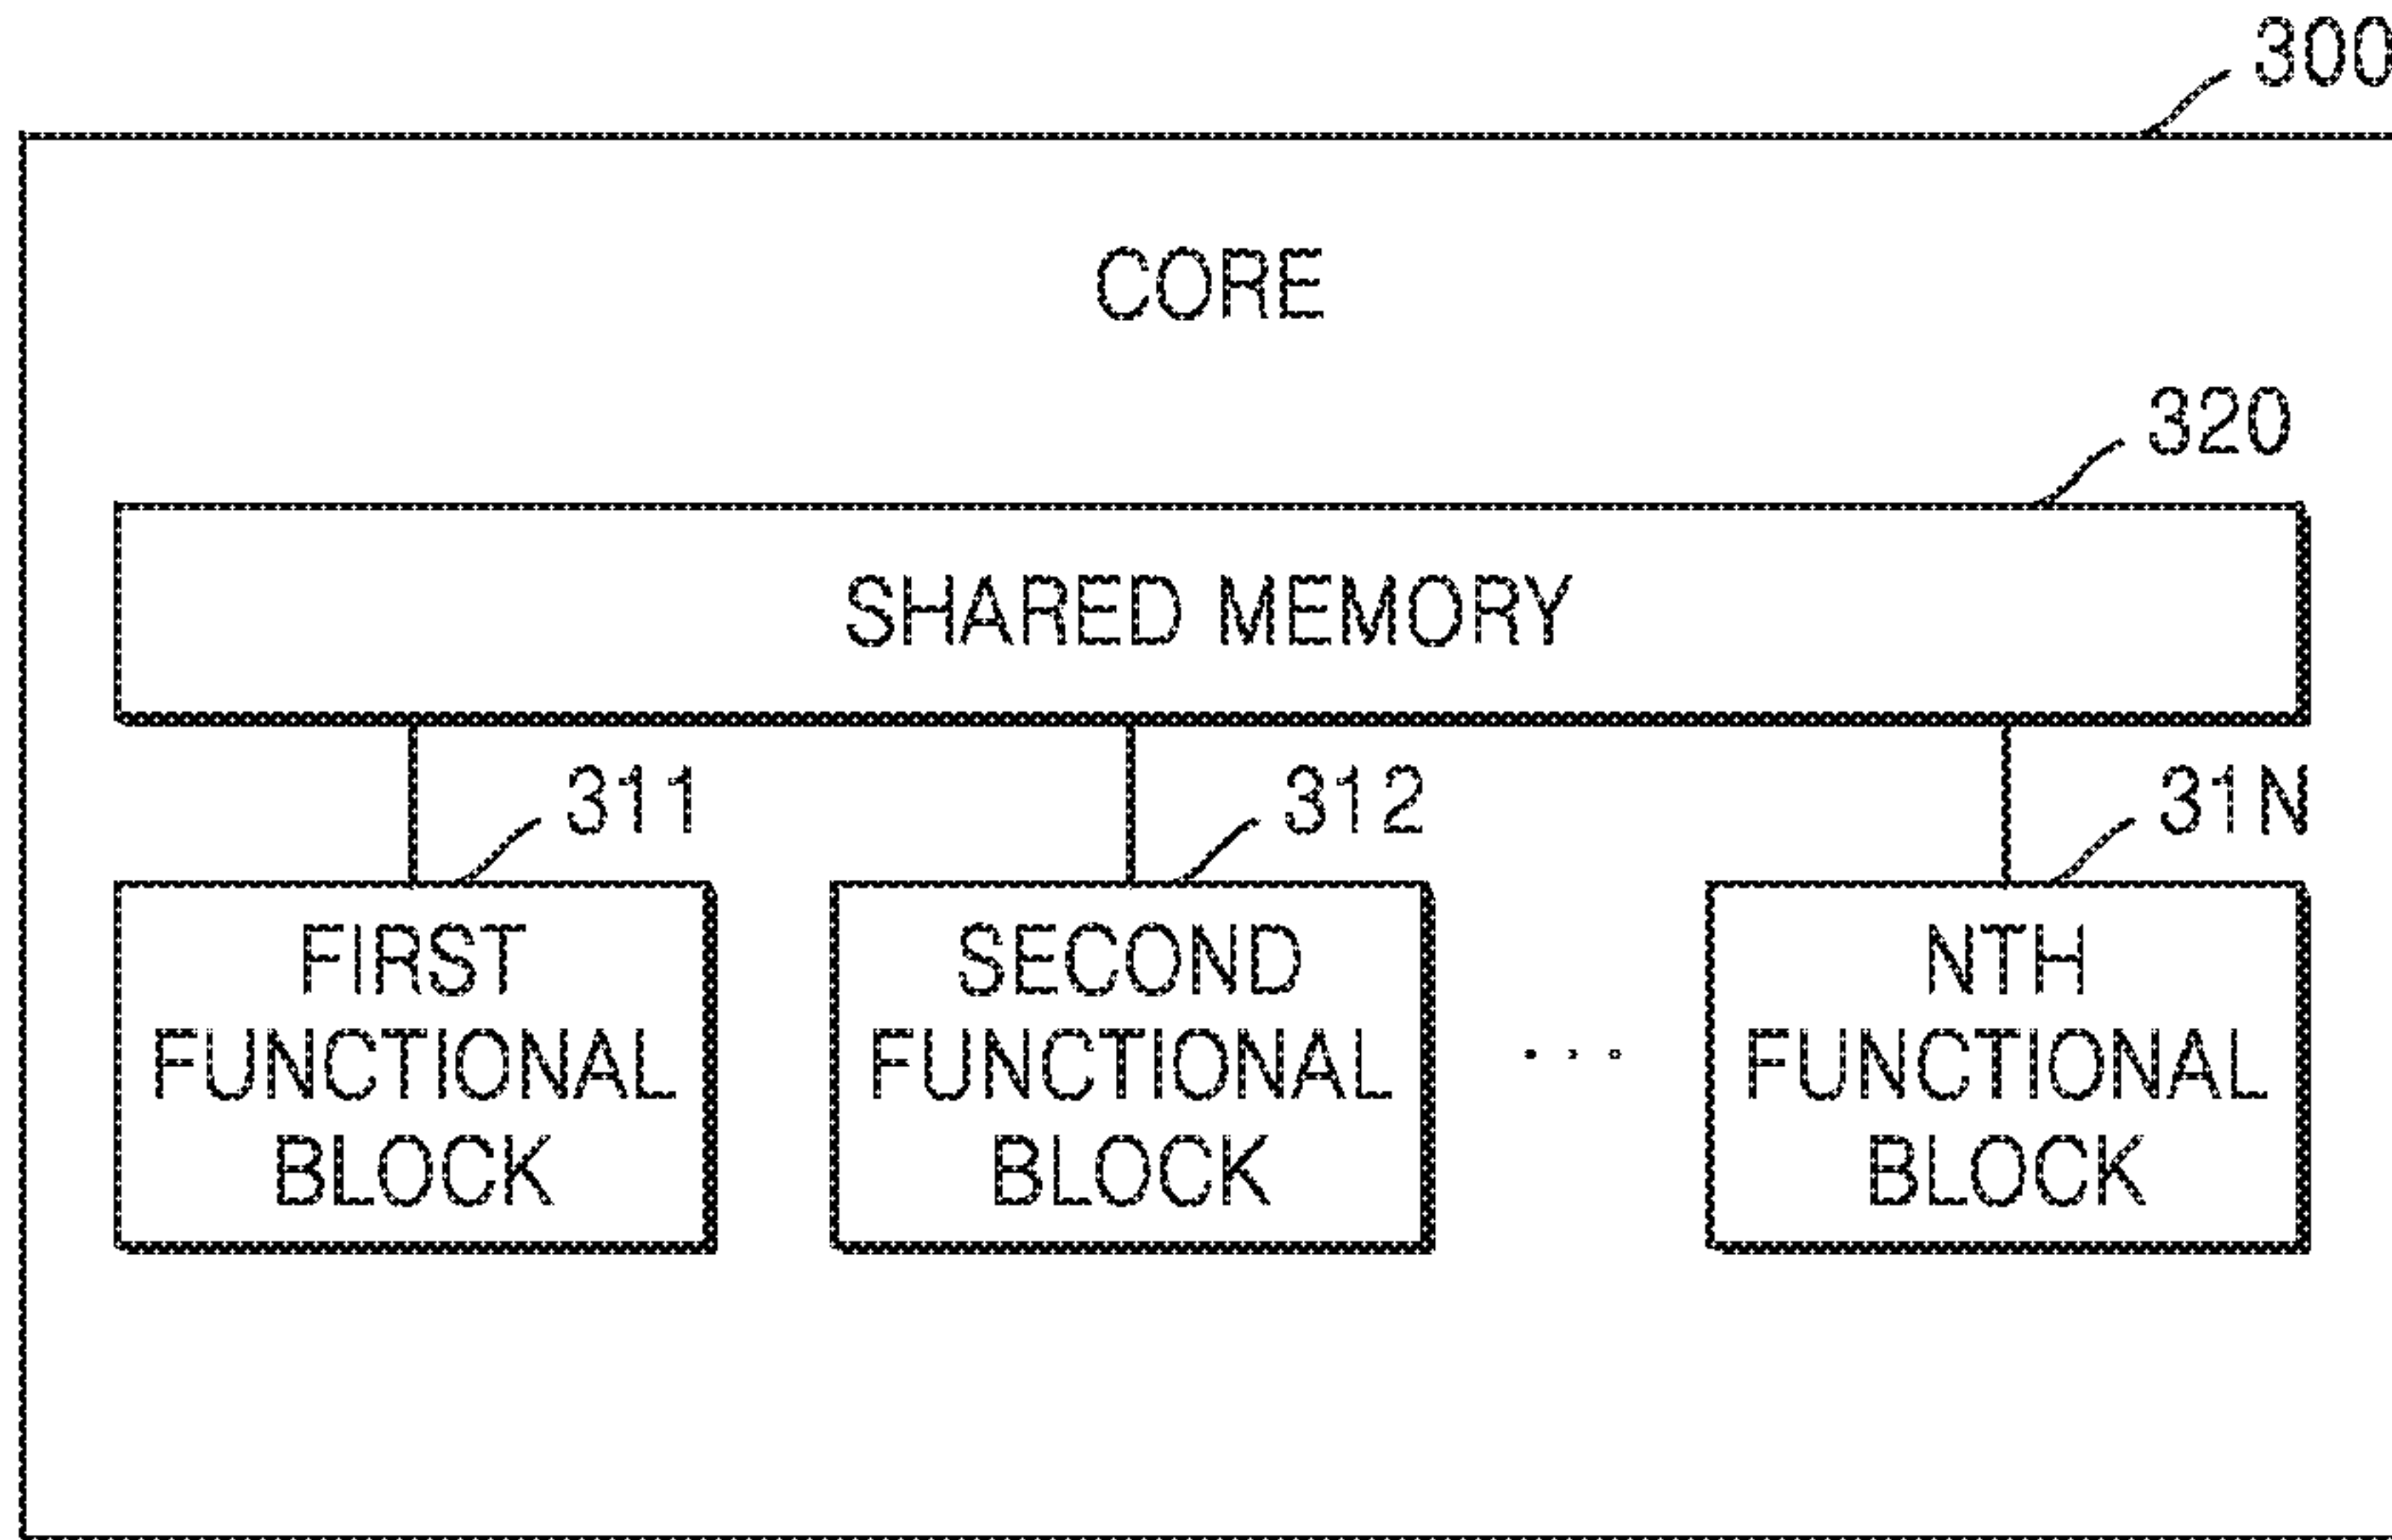 300
CORE
320
SHARED MEMORY
311
312
31N
FIRST
FUNCTIONAL
BLOCK
SECOND
FUNCTIONAL
BLOCK
...
NTH
FUNCTIONAL
BLOCK